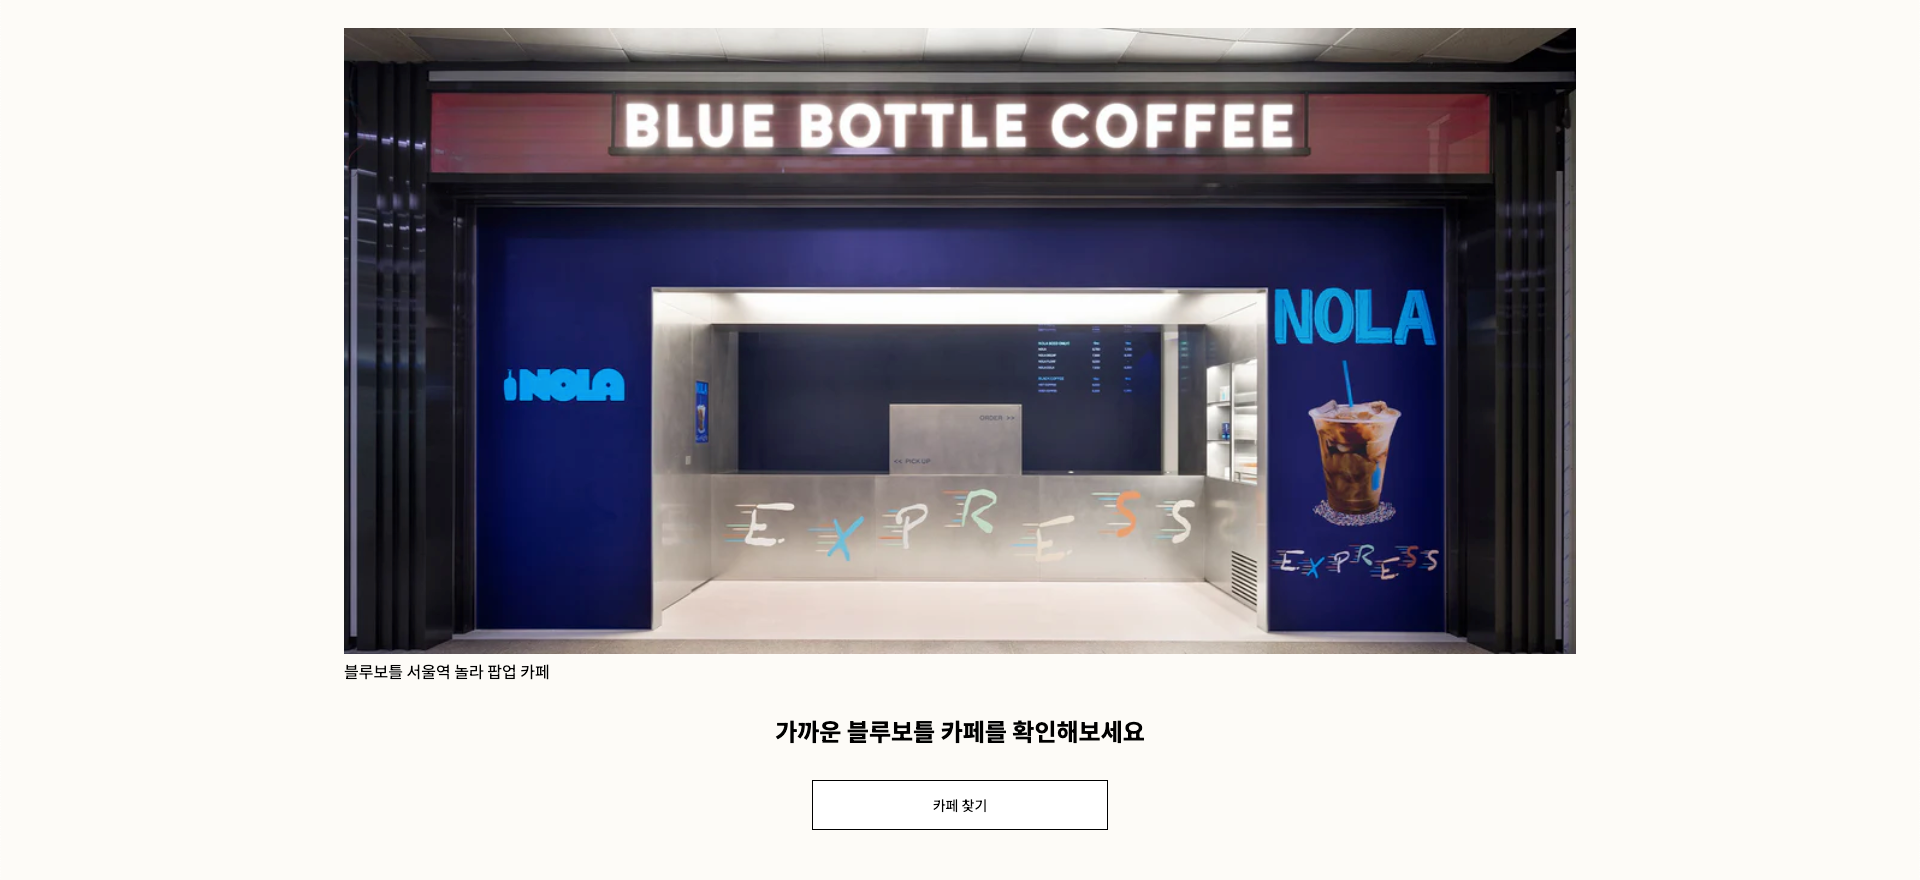 BLUE BOTTLE COFFEE
NOLA
NOLA
NOLA
ORDER >>
<< PICK UP
EXPRESS
EXPRESS
블루보틀 서울역 놀라 팝업 카페
가까운 블루보틀 카페를 확인해보세요
카페 찾기